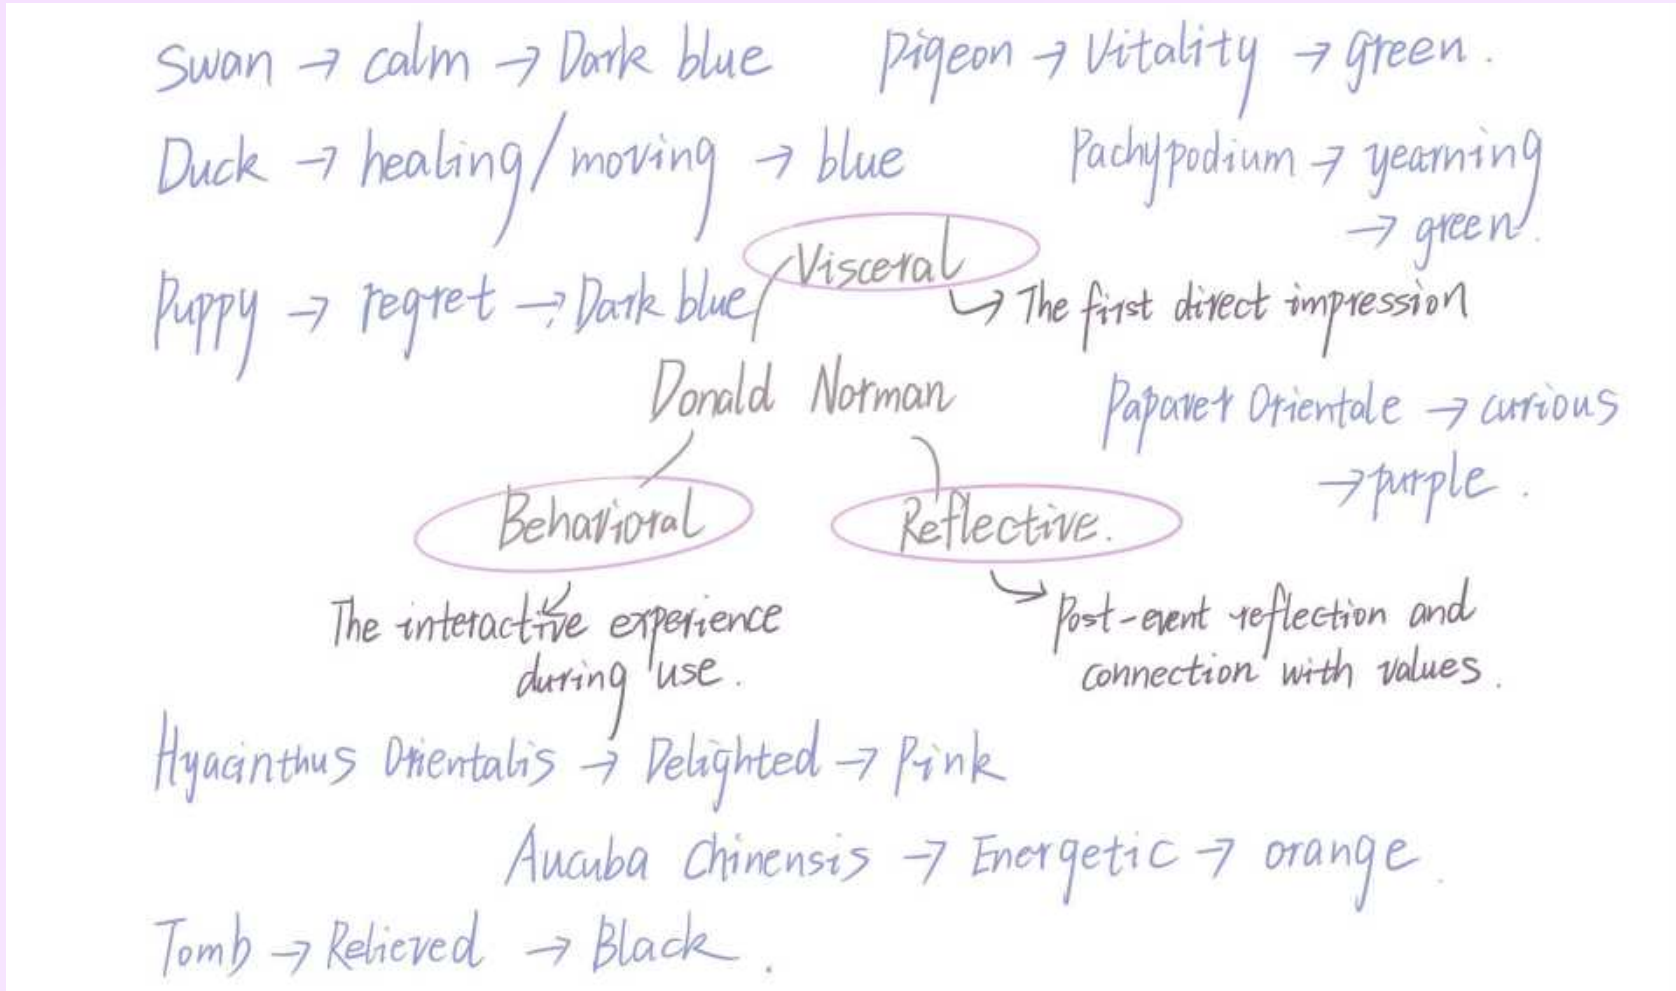 Swan → calm → Dark blue
Pigeon → Vitality → green.
Duck → healing/moving → blue
Pachypodium → yearning
→ green.
Visceral
Puppy → regret → Dark blue
↳ The first direct impression
Donald Norman
Papaver Orientale → curious
→ purple.
Behavioral
Reflective.
The interactive experience
during use.
Post-event reflection and
connection with values.
Hyacinthus Orientalis → Delighted → Pink
Aucuba Chinensis → Energetic → orange.
Tomb → Relieved → Black.